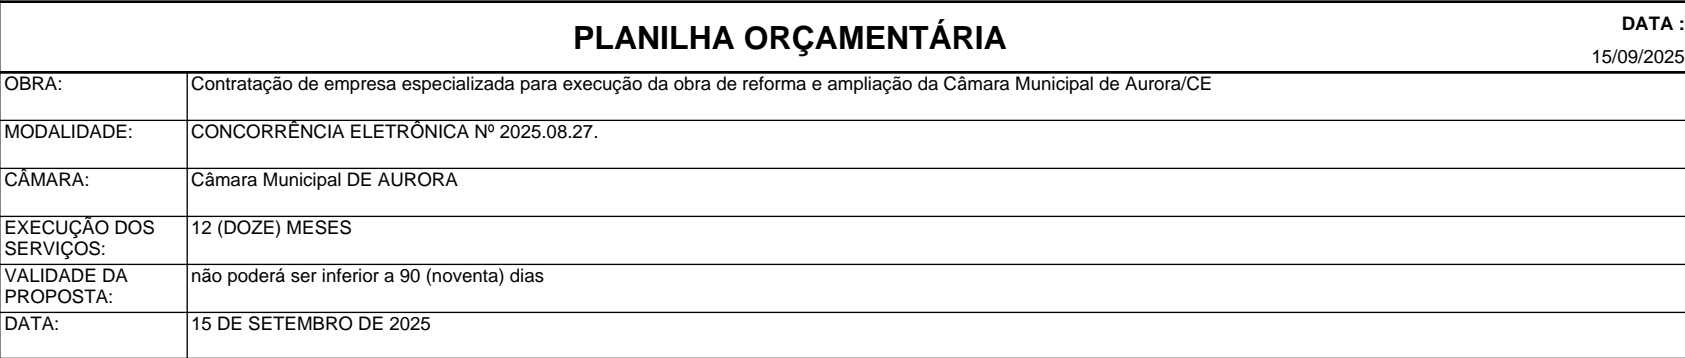 PLANILHA ORÇAMENTÁRIA
DATA :
15/09/2025
OBRA: Contratação de empresa especializada para execução da obra de reforma e ampliação da Câmara Municipal de Aurora/CE
MODALIDADE: CONCORRÊNCIA ELETRÔNICA Nº 2025.08.27.
CÂMARA: Câmara Municipal DE AURORA
EXECUÇÃO DOS SERVIÇOS: 12 (DOZE) MESES
VALIDADE DA PROPOSTA: não poderá ser inferior a 90 (noventa) dias
DATA: 15 DE SETEMBRO DE 2025